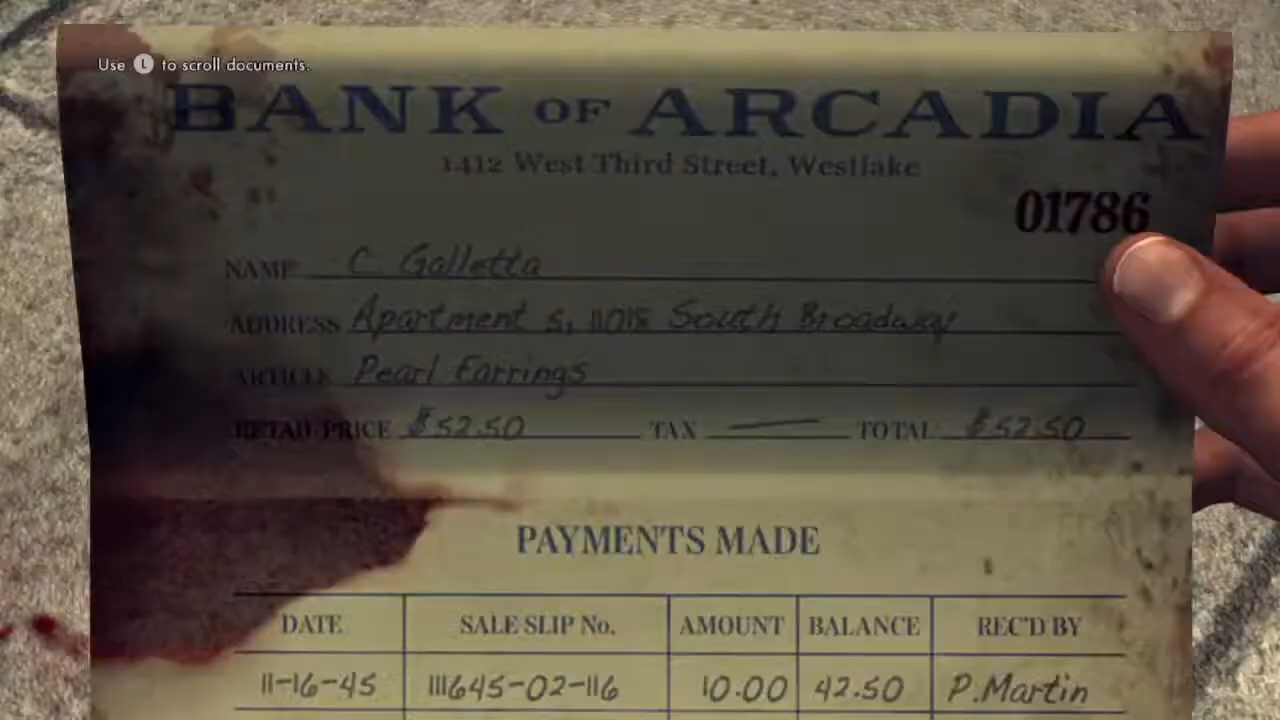 Use L to scroll documents.
BANK OF ARCADIA
1412 West Third Street, Westlake
01786
NAME C. Galletta
ADDRESS Apartment 5, 11018 South Broadway
ARTICLE Pearl Earrings
RETAIL PRICE $52.50 TAX — TOTAL $52.50
PAYMENTS MADE
DATE SALE SLIP No. AMOUNT BALANCE REC'D BY
11-16-45 111645-02-116 10.00 42.50 P.Martin